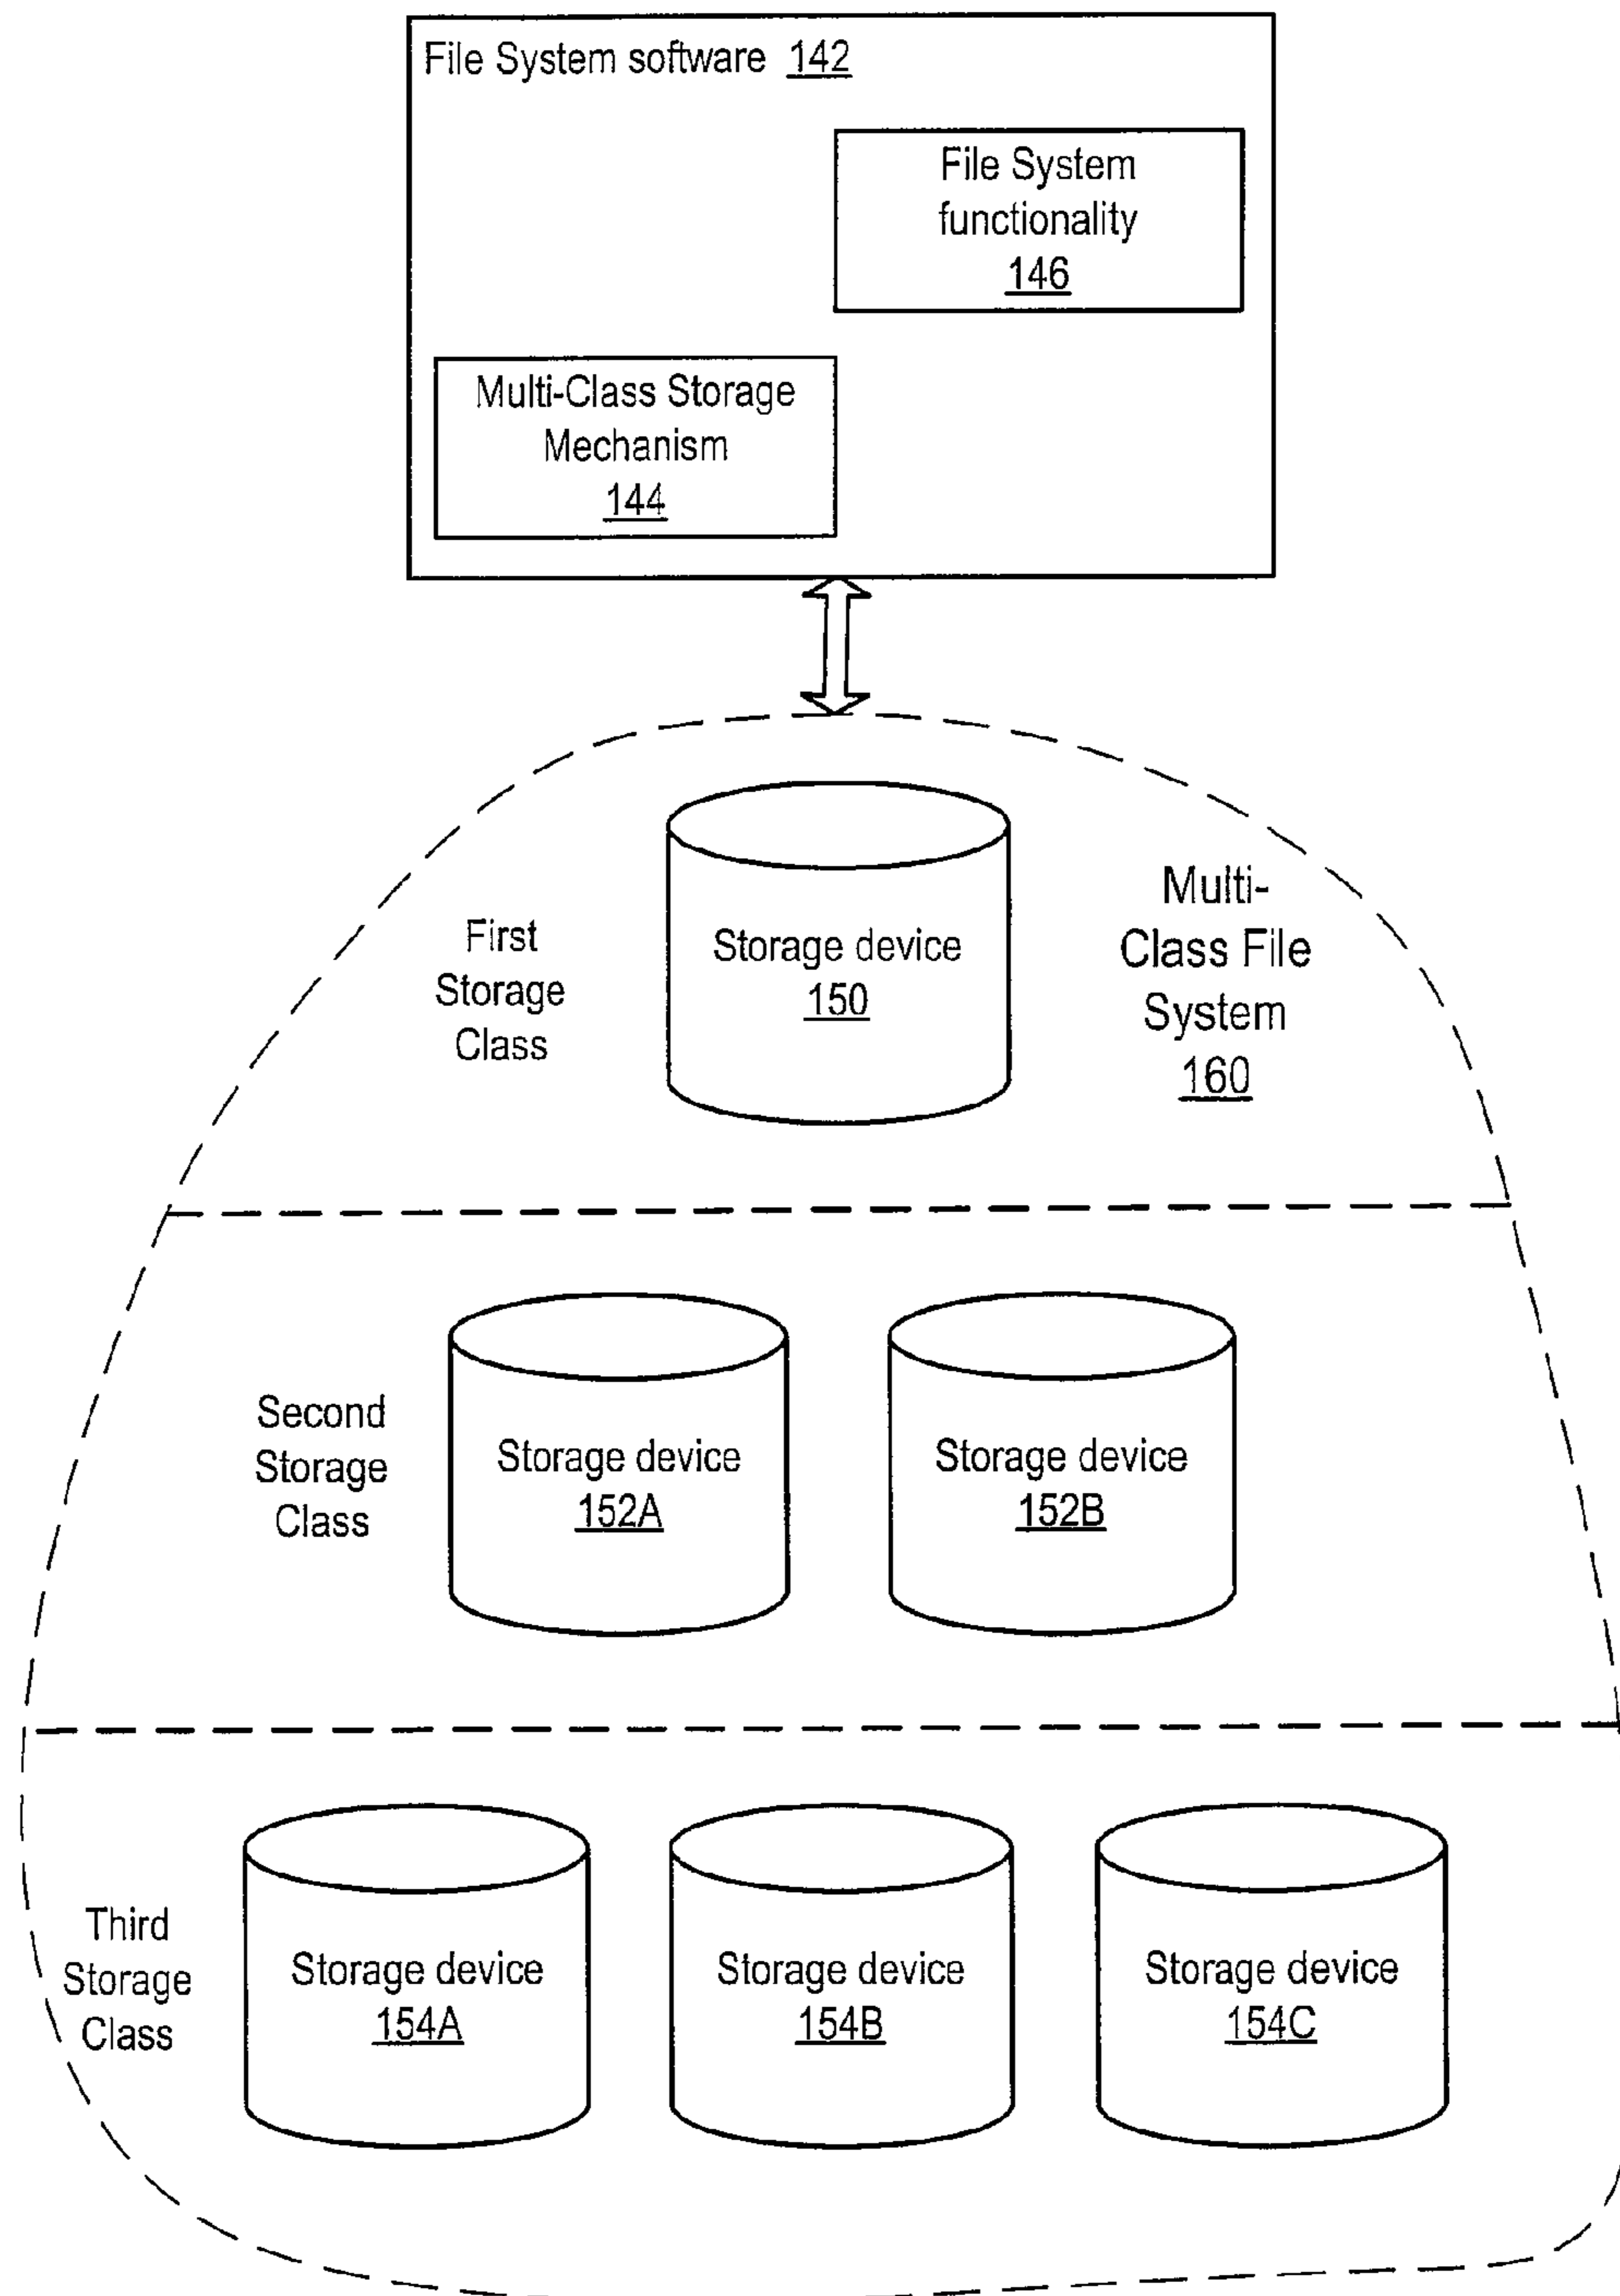 File System software 142
File System
functionality
146
Multi-Class Storage
Mechanism
144
First
Storage
Class
Storage device
150
Multi-
Class File
System
160
Second
Storage
Class
Storage device
152A
Storage device
152B
Third
Storage
Class
Storage device
154A
Storage device
154B
Storage device
154C